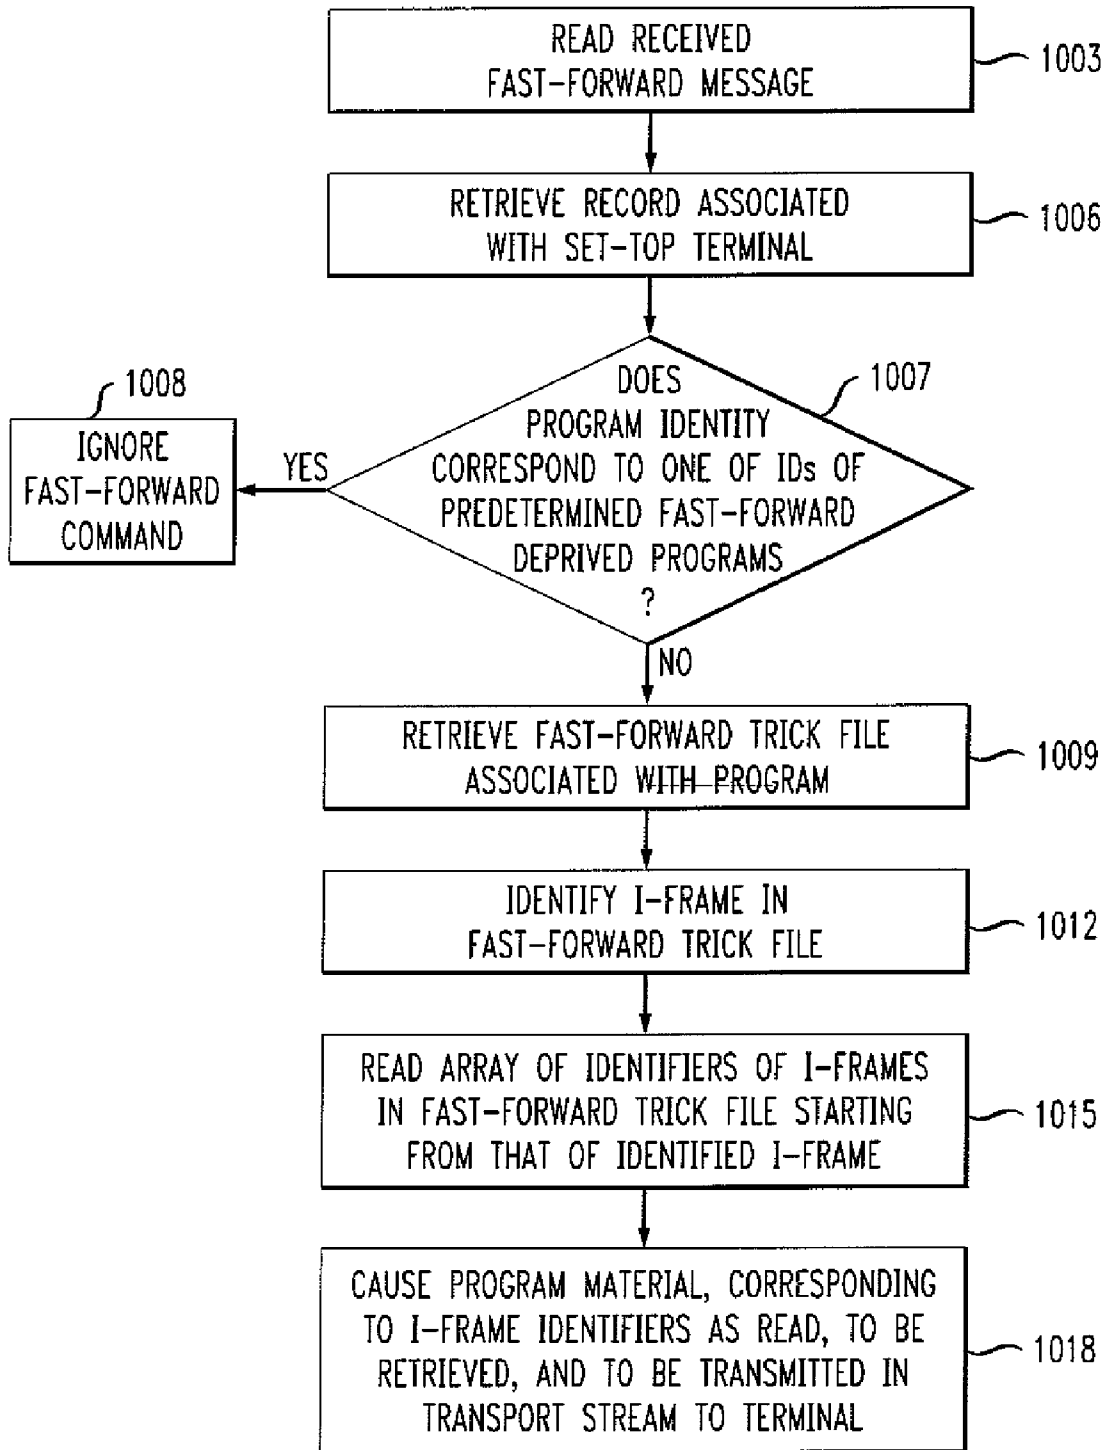 READ RECEIVED
FAST-FORWARD MESSAGE
1003
RETRIEVE RECORD ASSOCIATED
WITH SET-TOP TERMINAL
1006
DOES
PROGRAM IDENTITY
CORRESPOND TO ONE OF IDs OF
PREDETERMINED FAST-FORWARD
DEPRIVED PROGRAMS
?
1007
YES
1008
IGNORE
FAST-FORWARD
COMMAND
NO
RETRIEVE FAST-FORWARD TRICK FILE
ASSOCIATED WITH PROGRAM
1009
IDENTIFY I-FRAME IN
FAST-FORWARD TRICK FILE
1012
READ ARRAY OF IDENTIFIERS OF I-FRAMES
IN FAST-FORWARD TRICK FILE STARTING
FROM THAT OF IDENTIFIED I-FRAME
1015
CAUSE PROGRAM MATERIAL, CORRESPONDING
TO I-FRAME IDENTIFIERS AS READ, TO BE
RETRIEVED, AND TO BE TRANSMITTED IN
TRANSPORT STREAM TO TERMINAL
1018